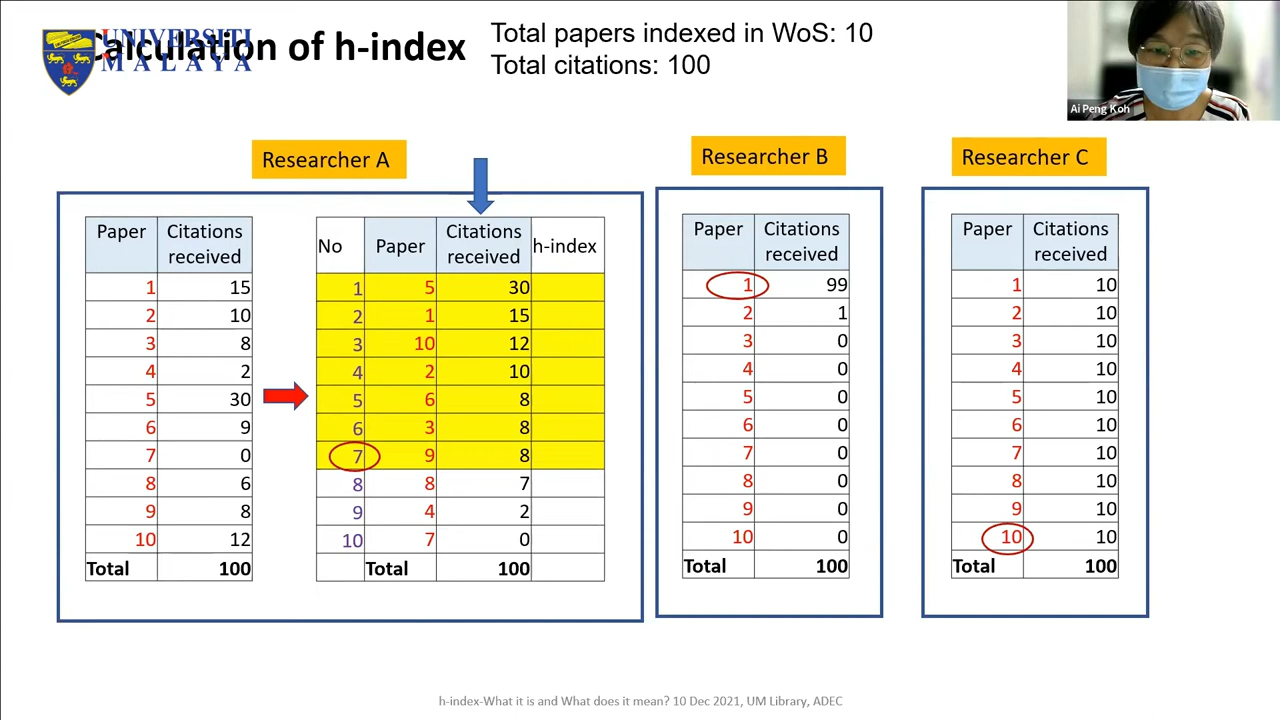 UNIVERSITI
MALAYA
Calculation of h-index
Total papers indexed in WoS: 10
Total citations: 100
Ai Peng Koh
Researcher A
Paper Citations received
1 15
2 10
3 8
4 2
5 30
6 9
7 0
8 6
9 8
10 12
Total 100
No Paper Citations received h-index
1 5 30
2 1 15
3 10 12
4 2 10
5 6 8
6 3 8
7 9 8
8 8 7
9 4 2
10 7 0
Total 100
Researcher B
Paper Citations received
1 99
2 1
3 0
4 0
5 0
6 0
7 0
8 0
9 0
10 0
Total 100
Researcher C
Paper Citations received
1 10
2 10
3 10
4 10
5 10
6 10
7 10
8 10
9 10
10 10
Total 100
h-index-What it is and What does it mean? 10 Dec 2021, UM Library, ADEC